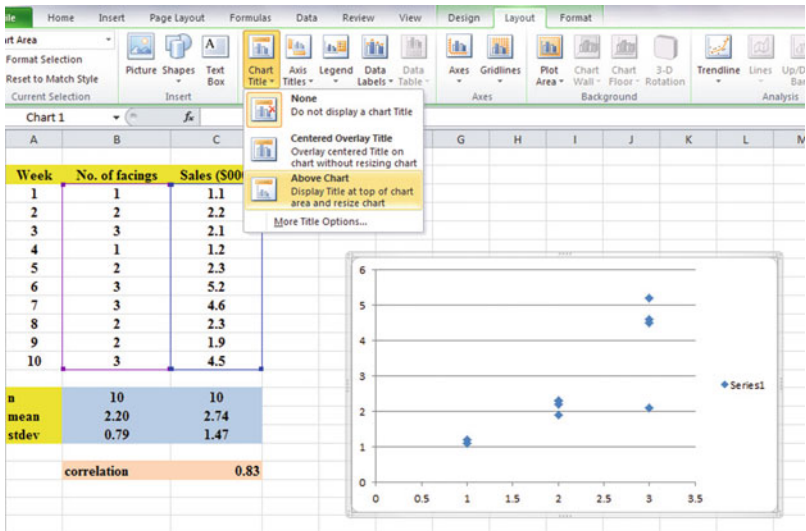 ile Home Insert Page Layout Formulas Data Review View Design Layout Format
rt Area
Format Selection
Reset to Match Style
Current Selection
Picture Shapes Text Box
Insert
Chart Title Axis Titles Legend Data Labels Data Table
Axes Gridlines
Axes
Plot Area Chart Wall Chart Floor 3-D Rotation
Background
Trendline Lines Up/D Bar
Analysis
None
Do not display a chart Title
Centered Overlay Title
Overlay centered Title on
chart without resizing chart
Above Chart
Display Title at top of chart
area and resize chart
More Title Options...
Chart 1 fx
A B C G H I J K L M
Week No. of facings Sales ($000
1 1 1.1
2 2 2.2
3 3 2.1
4 1 1.2
5 2 2.3
6 3 5.2
7 3 4.6
8 2 2.3
9 2 1.9
10 3 4.5
n 10 10
mean 2.20 2.74
stdev 0.79 1.47
correlation 0.83
6
5
4
3
2
1
0
0 0.5 1 1.5 2 2.5 3 3.5
Series1